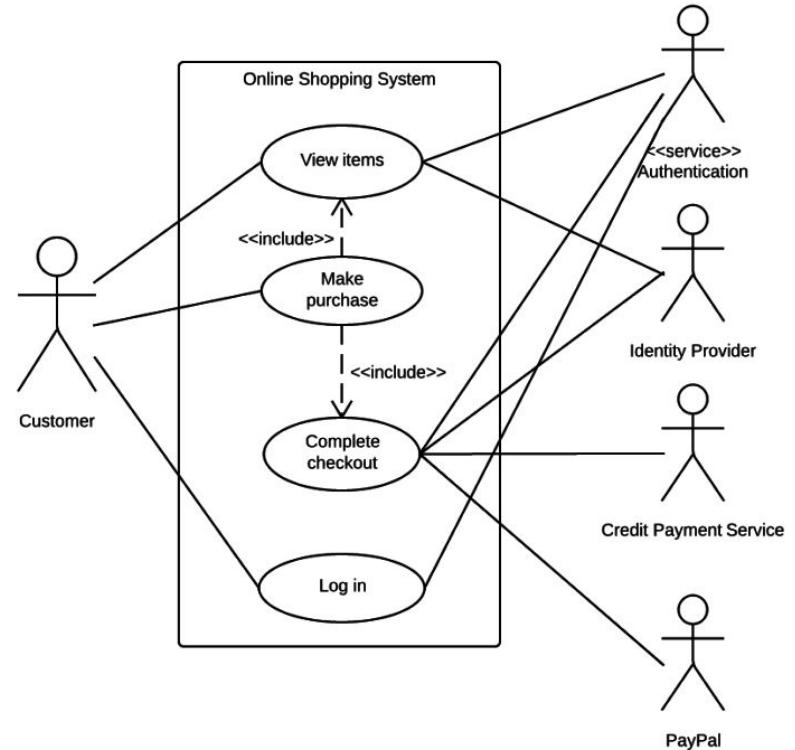 Online Shopping System
View items
<<include>>
Make
purchase
<<include>>
Complete
checkout
Log in
Customer
<<service>>
Authentication
Identity Provider
Credit Payment Service
PayPal